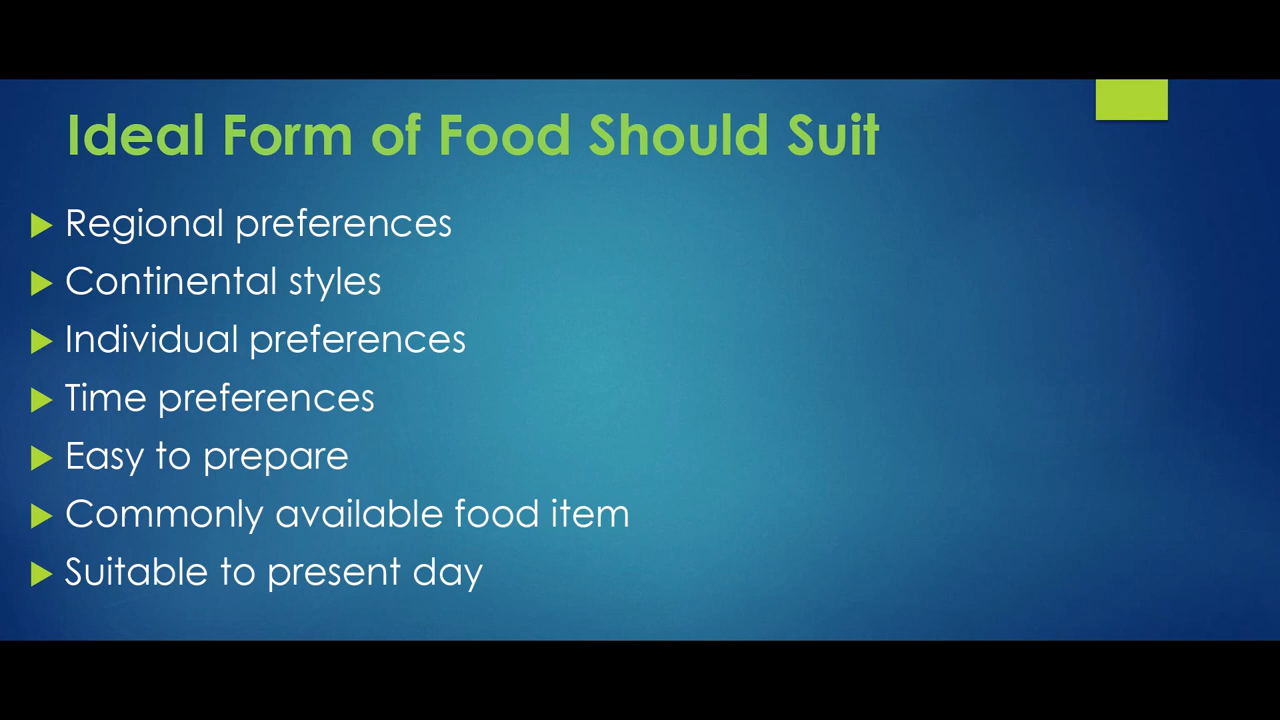 Ideal Form of Food Should Suit
Regional preferences
Continental styles
Individual preferences
Time preferences
Easy to prepare
Commonly available food item
Suitable to present day